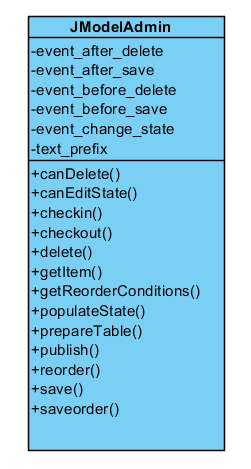 JModelAdmin
-event_after_delete
-event_after_save
-event_before_delete
-event_before_save
-event_change_state
-text_prefix
+canDelete()
+canEditState()
+checkin()
+checkout()
+delete()
+getItem()
+getReorderConditions()
+populateState()
+prepareTable()
+publish()
+reorder()
+save()
+saveorder()